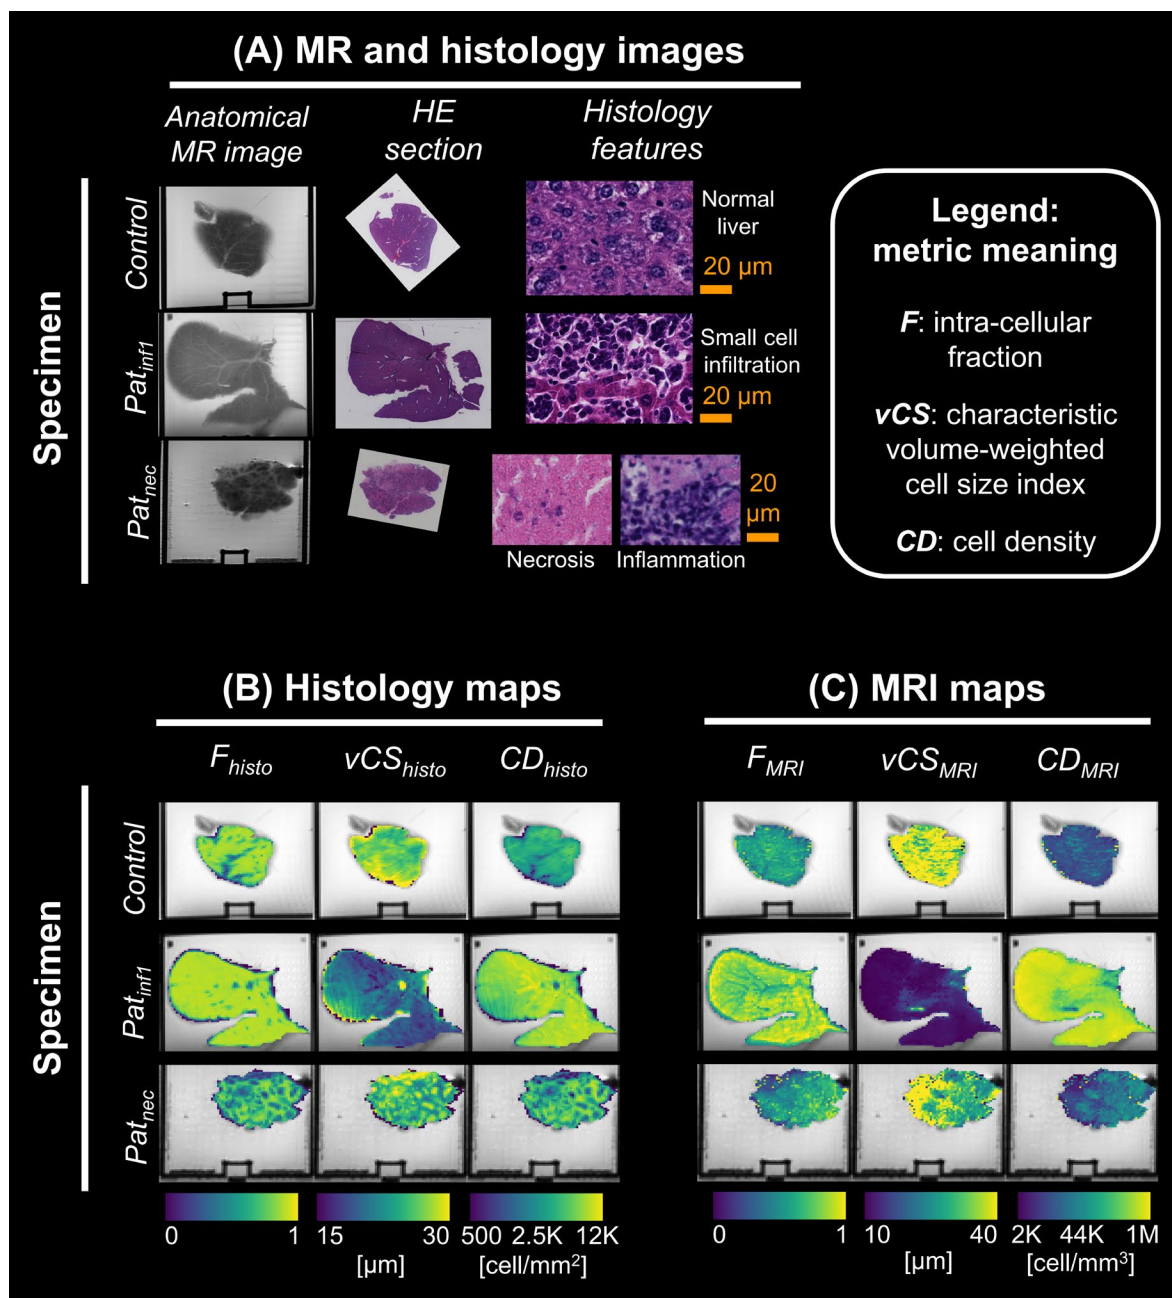 (A) MR and histology images
Anatomical
MR image
HE
section
Histology
features
Specimen
Control
Normal
liver
20 µm
Pat_inf1
Small cell
infiltration
20 µm
Pat_nec
20
µm
Necrosis
Inflammation
Legend:
metric meaning
F: intra-cellular
fraction
vCS: characteristic
volume-weighted
cell size index
CD: cell density
(B) Histology maps
F_histo
vCS_histo
CD_histo
Specimen
Control
Pat_inf1
Pat_nec
0 1
15 30
[µm]
500 2.5K 12K
[cell/mm²]
(C) MRI maps
F_MRI
vCS_MRI
CD_MRI
0 1
10 40
[µm]
2K 44K 1M
[cell/mm³]